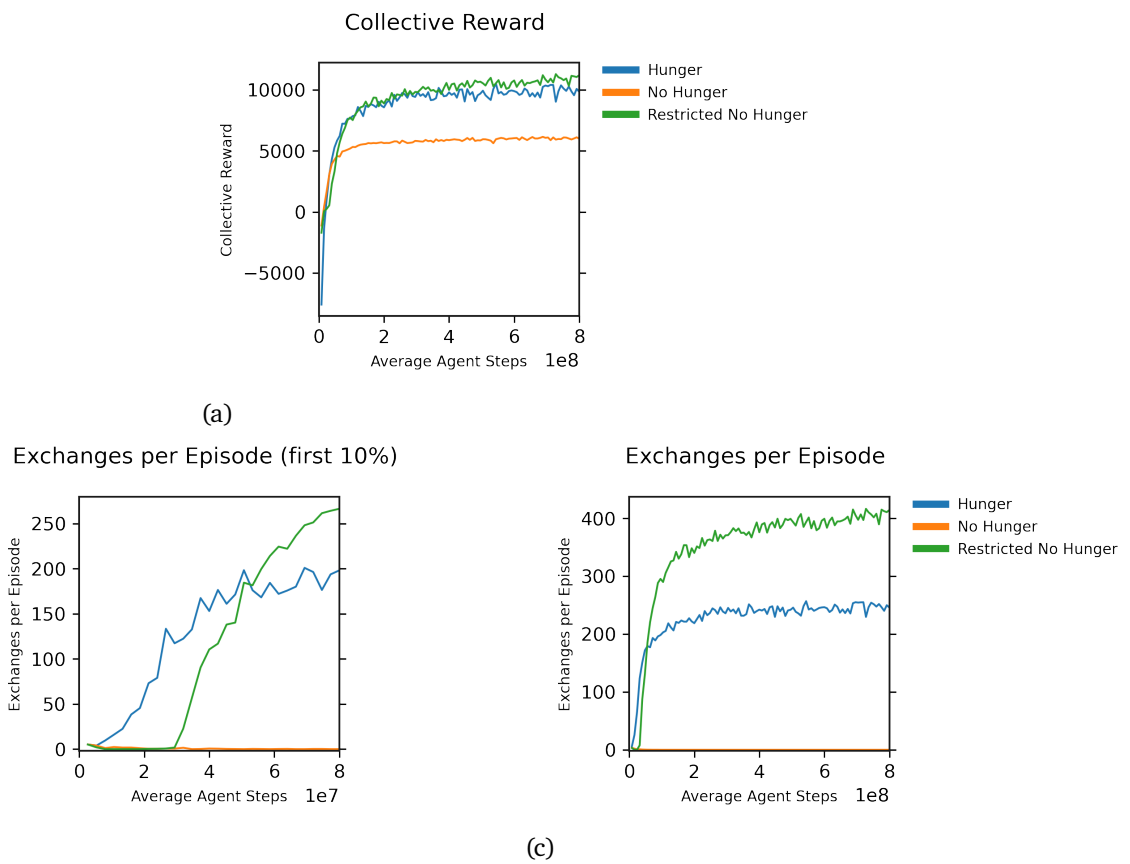 Collective Reward
Collective Reward
10000
5000
0
−5000
0 2 4 6 8
Average Agent Steps 1e8
Hunger
No Hunger
Restricted No Hunger
(a)
Exchanges per Episode (first 10%)
Exchanges per Episode
250
200
150
100
50
0
0 2 4 6 8
Average Agent Steps 1e7
Exchanges per Episode
Exchanges per Episode
400
300
200
100
0
0 2 4 6 8
Average Agent Steps 1e8
Hunger
No Hunger
Restricted No Hunger
(c)